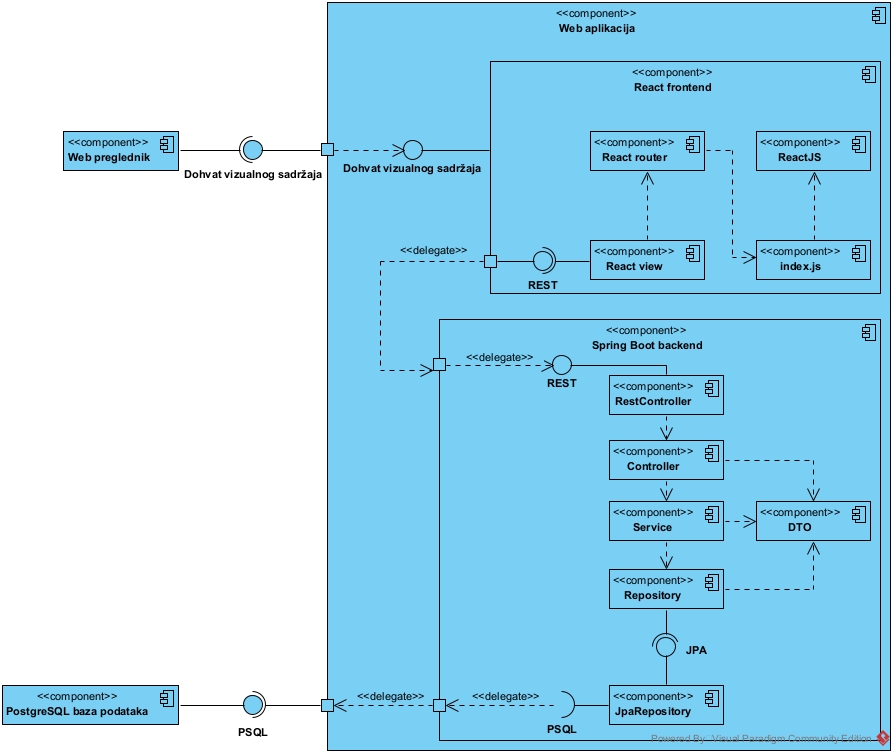 <<component>>
Web aplikacija
<<component>>
React frontend
<<component>>
Web preglednik
Dohvat vizualnog sadržaja
Dohvat vizualnog sadržaja
<<component>>
React router
<<component>>
ReactJS
<<delegate>>
REST
<<component>>
React view
<<component>>
index.js
<<component>>
Spring Boot backend
<<delegate>>
REST
<<component>>
RestController
<<component>>
Controller
<<component>>
Service
<<component>>
DTO
<<component>>
Repository
JPA
<<component>>
PostgreSQL baza podataka
PSQL
<<delegate>>
<<delegate>>
PSQL
<<component>>
JpaRepository
Powered By Visual Paradigm Community Edition